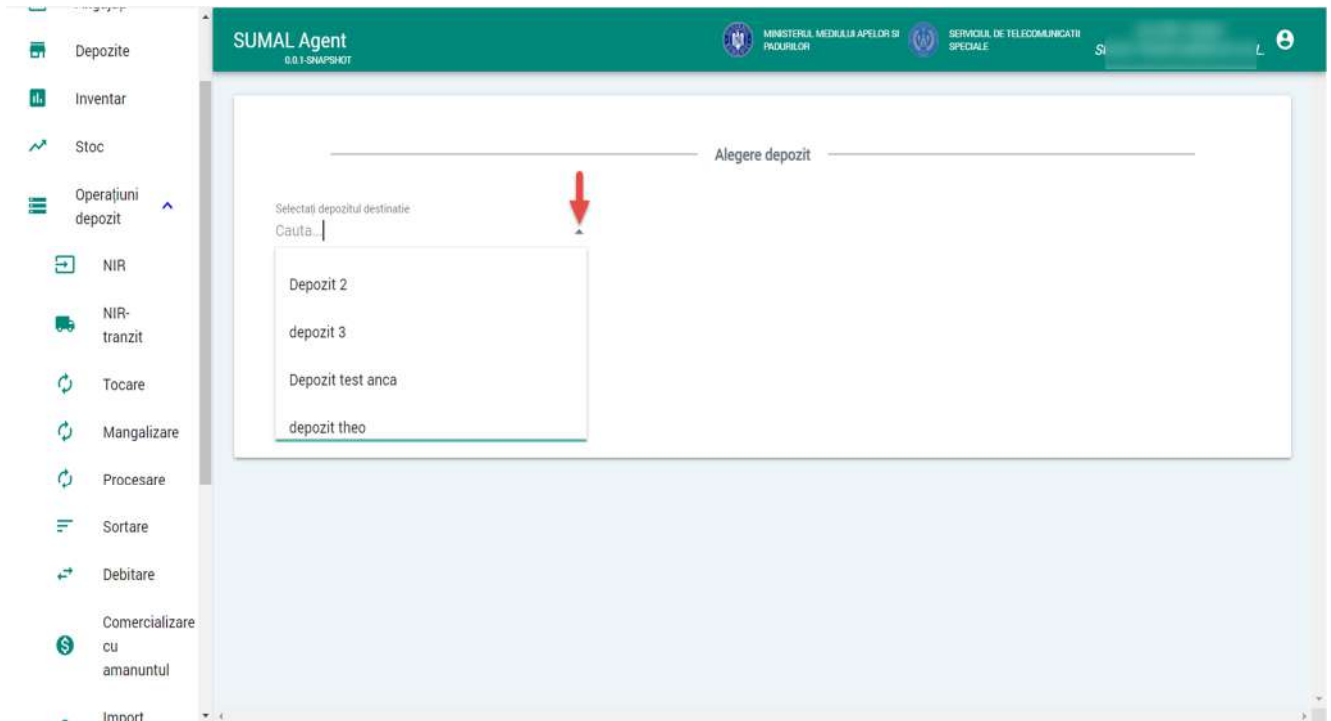 SUMAL Agent
0.0.1-SNAPSHOT
MINISTERUL MEDIULUI APELOR SI
PADURILOR
SERVICIUL DE TELECOMUNICATII
SPECIALE
Depozite
Inventar
Stoc
Operațiuni
depozit
NIR
NIR-
tranzit
Tocare
Mangalizare
Procesare
Sortare
Debitare
Comercializare
cu
amanuntul
Import
Alegere depozit
Selectați depozitul destinatie
Cauta...
Depozit 2
depozit 3
Depozit test anca
depozit theo